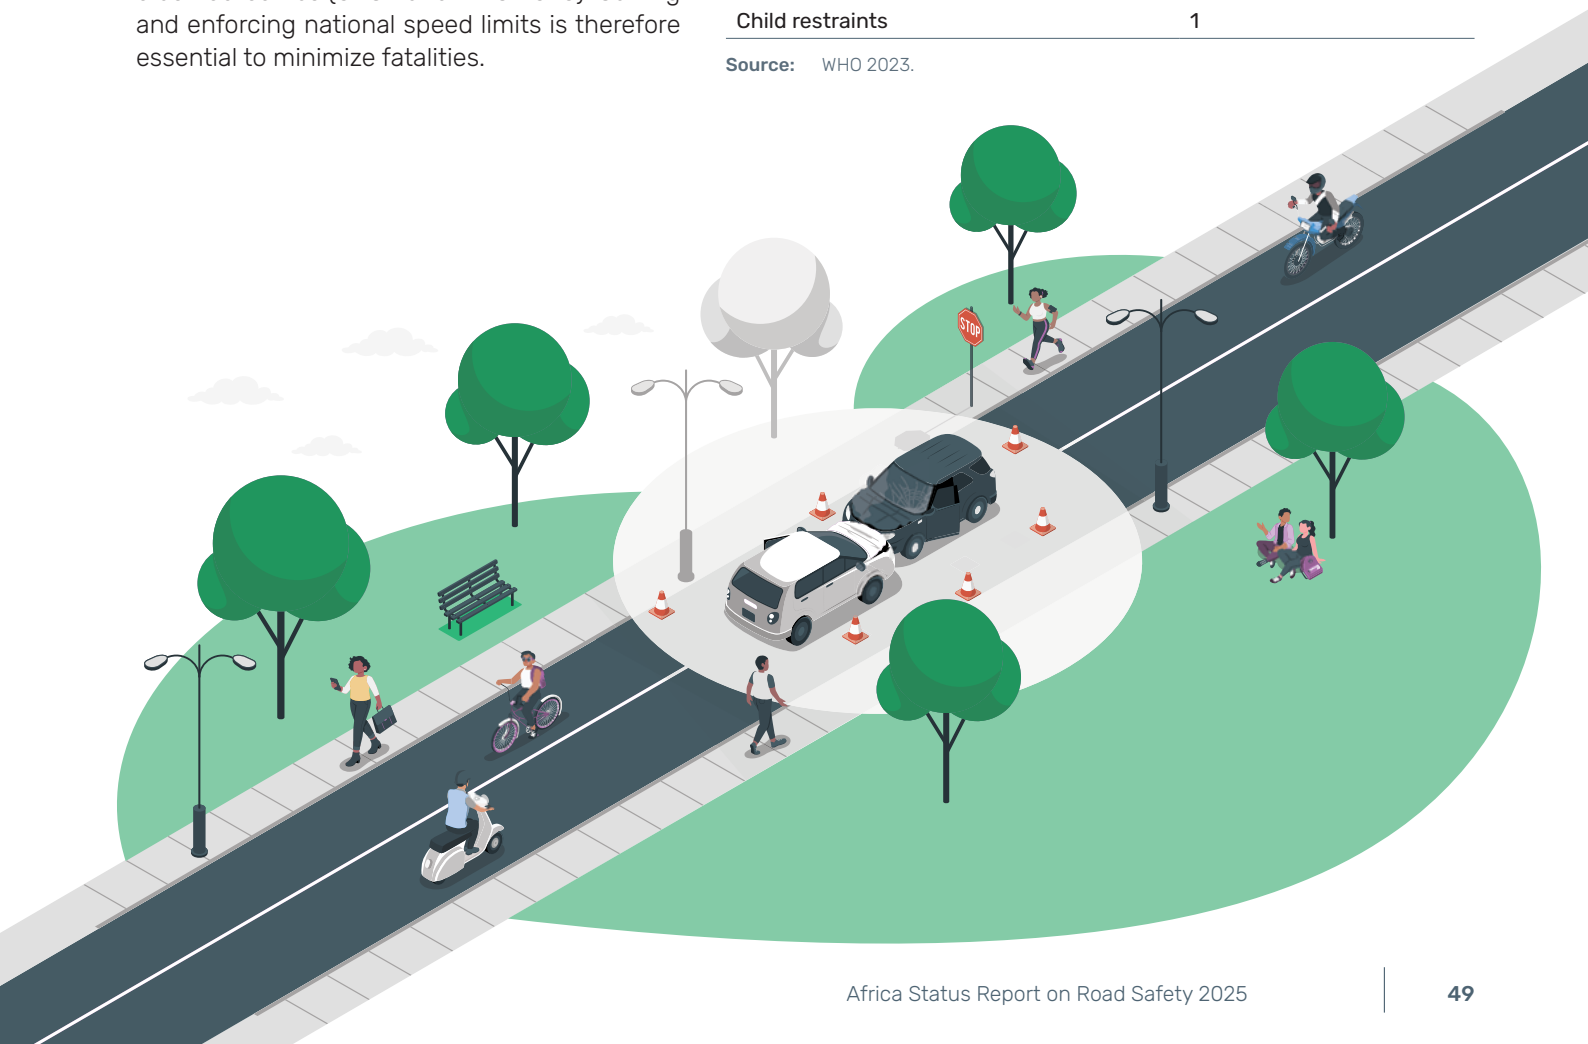 and enforcing national speed limits is therefore
essential to minimize fatalities.
Child restraints 1
Source: WHO 2023.
STOP
Africa Status Report on Road Safety 2025 49